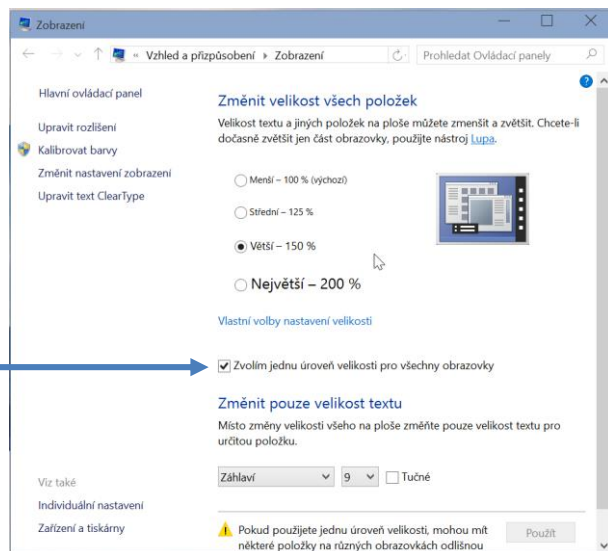 Zobrazení
« Vzhled a přizpůsobení Zobrazení
Prohledat Ovládací panely
Hlavní ovládací panel
Upravit rozlišení
Kalibrovat barvy
Změnit nastavení zobrazení
Upravit text ClearType
Změnit velikost všech položek
Velikost textu a jiných položek na ploše můžete zmenšit a zvětšit. Chcete-li
dočasně zvětšit jen část obrazovky, použijte nástroj Lupa.
Menší – 100 % (výchozí)
Střední – 125 %
Větší – 150 %
Největší – 200 %
Vlastní volby nastavení velikosti
Zvolím jednu úroveň velikosti pro všechny obrazovky
Změnit pouze velikost textu
Místo změny velikosti všeho na ploše změňte pouze velikost textu pro
určitou položku.
Záhlaví 9 Tučné
Viz také
Individuální nastavení
Zařízení a tiskárny
Pokud použijete jednu úroveň velikosti, mohou mít
některé položky na různých obrazovkách odlišnou
Použít